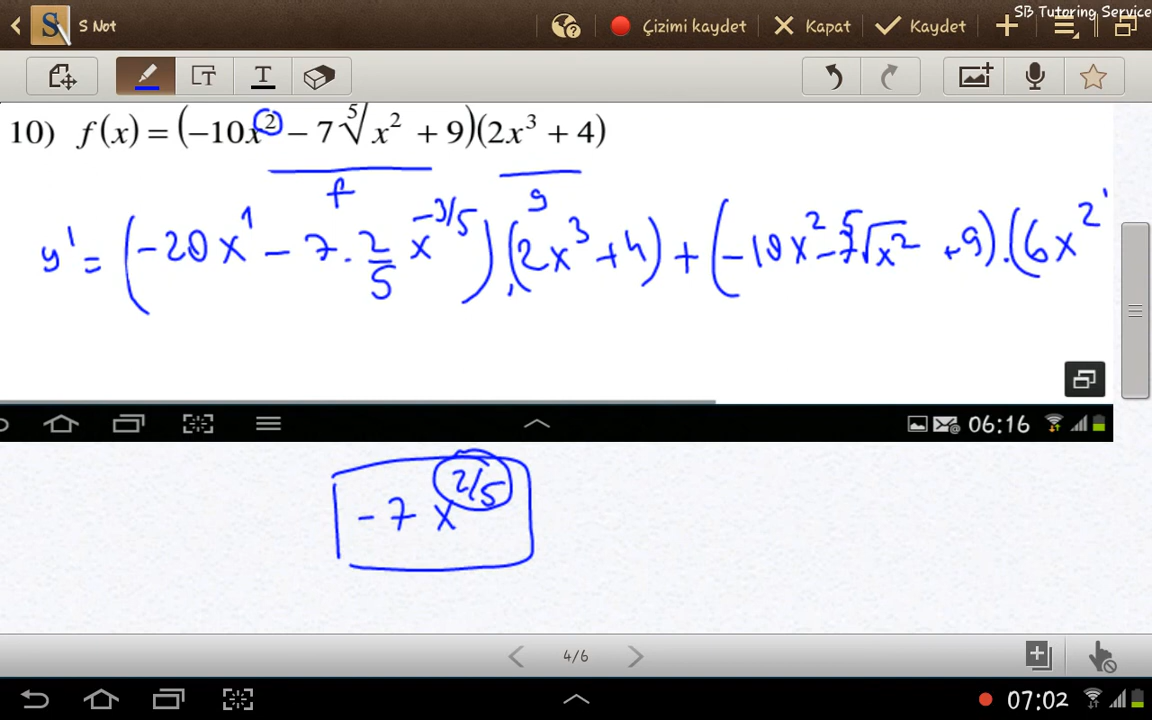 SB Tutoring Service
S Not
Çizimi kaydet
Kapat
Kaydet
10) f(x) = (−10x² − 7 ⁵√x² + 9)(2x³ + 4)
f
g
y' = (−20x¹ − 7 · 2/5 x^(−3/5)) · (2x³ + 4) + (−10x² − 7 ⁵√x² + 9) · (6x²
06:16
−7 x^(2/5)
4/6
07:02